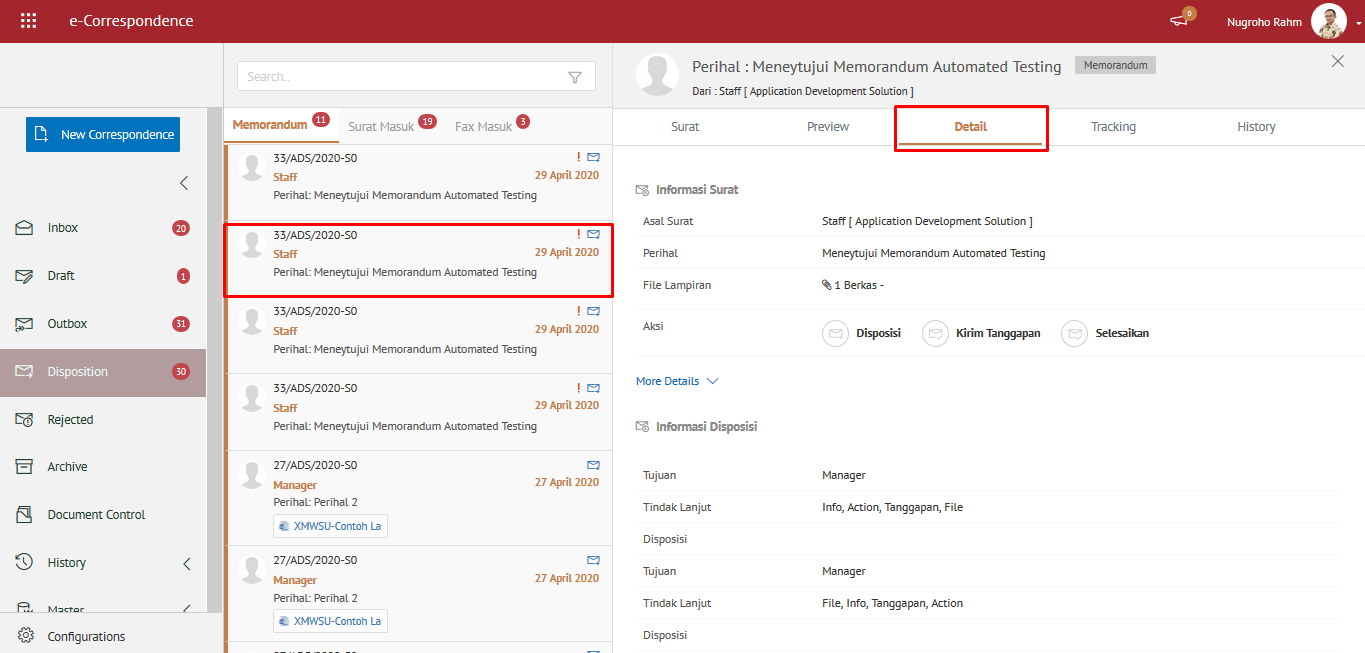 e-Correspondence
0
Nugroho Rahm
New Correspondence
Inbox 20
Draft 1
Outbox 31
Disposition 30
Rejected
Archive
Document Control
History
Master
Configurations
Search..
Memorandum 11 Surat Masuk 19 Fax Masuk 3
33/ADS/2020-S0 !
Staff 29 April 2020
Perihal: Meneytujui Memorandum Automated Testing
33/ADS/2020-S0 !
Staff 29 April 2020
Perihal: Meneytujui Memorandum Automated Testing
33/ADS/2020-S0 !
Staff 29 April 2020
Perihal: Meneytujui Memorandum Automated Testing
33/ADS/2020-S0 !
Staff 29 April 2020
Perihal: Meneytujui Memorandum Automated Testing
27/ADS/2020-S0
Manager 27 April 2020
Perihal: Perihal 2
XMWSU-Contoh La
27/ADS/2020-S0
Manager 27 April 2020
Perihal: Perihal 2
XMWSU-Contoh La
Perihal : Meneytujui Memorandum Automated Testing Memorandum
Dari : Staff [ Application Development Solution ]
Surat Preview Detail Tracking History
Informasi Surat
Asal Surat Staff [ Application Development Solution ]
Perihal Meneytujui Memorandum Automated Testing
File Lampiran 1 Berkas -
Aksi Disposisi Kirim Tanggapan Selesaikan
More Details
Informasi Disposisi
Tujuan Manager
Tindak Lanjut Info, Action, Tanggapan, File
Disposisi
Tujuan Manager
Tindak Lanjut File, Info, Tanggapan, Action
Disposisi